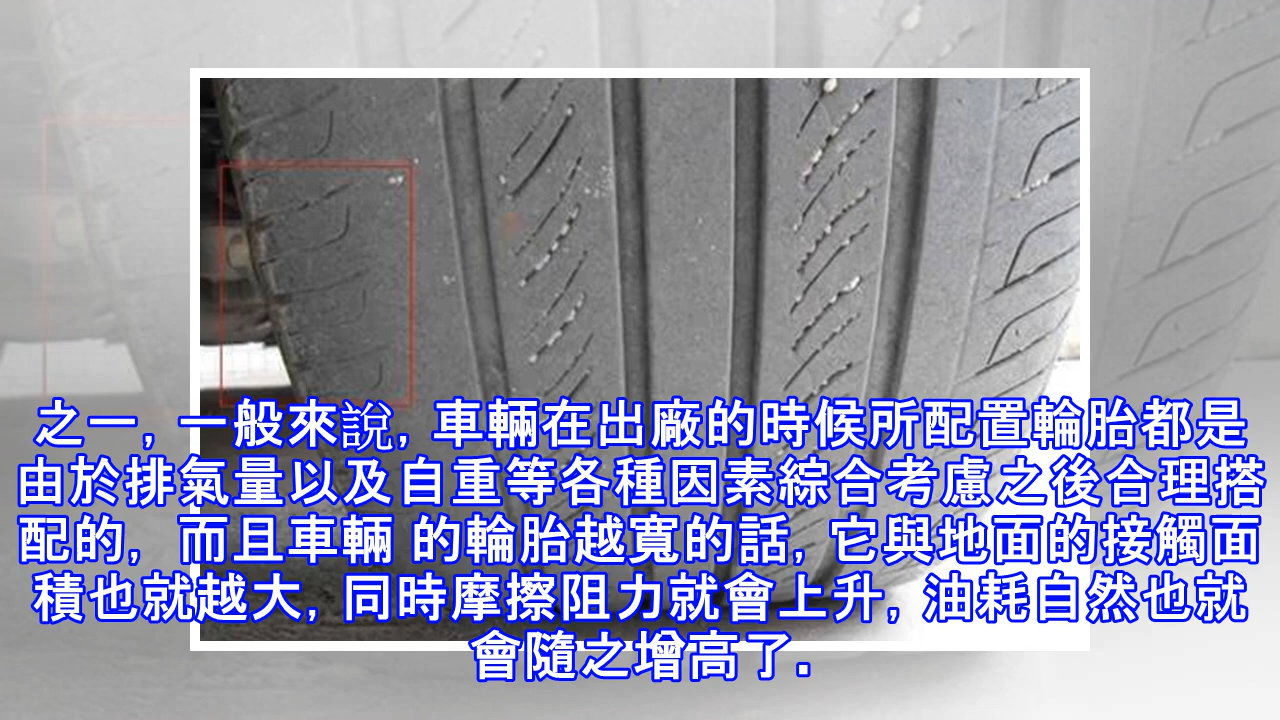 之一, 一般來說, 車輛在出廠的時候所配置輪胎都是
由於排氣量以及自重等各種因素綜合考慮之後合理搭
配的, 而且車輛 的輪胎越寬的話, 它與地面的接觸面
積也就越大, 同時摩擦阻力就會上升, 油耗自然也就
會隨之增高了.